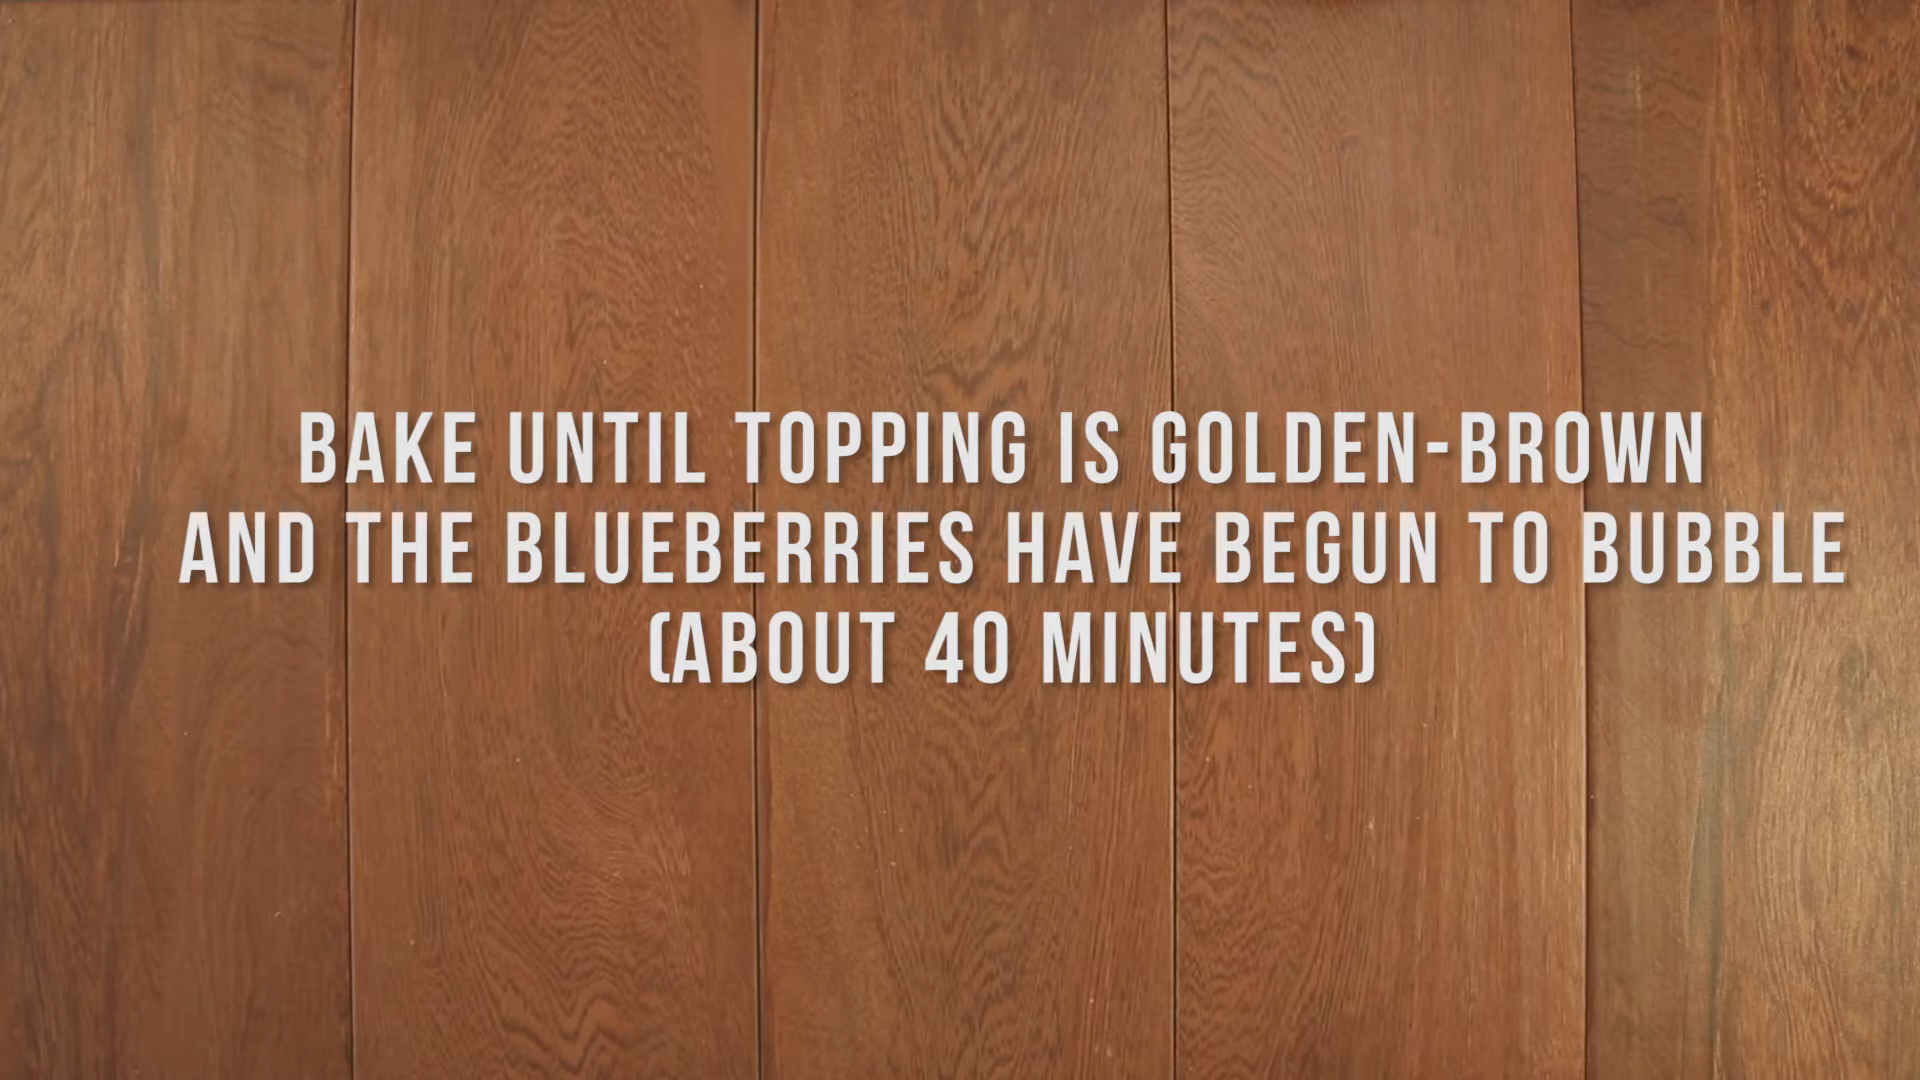 BAKE UNTIL TOPPING IS GOLDEN-BROWN
AND THE BLUEBERRIES HAVE BEGUN TO BUBBLE
(ABOUT 40 MINUTES)